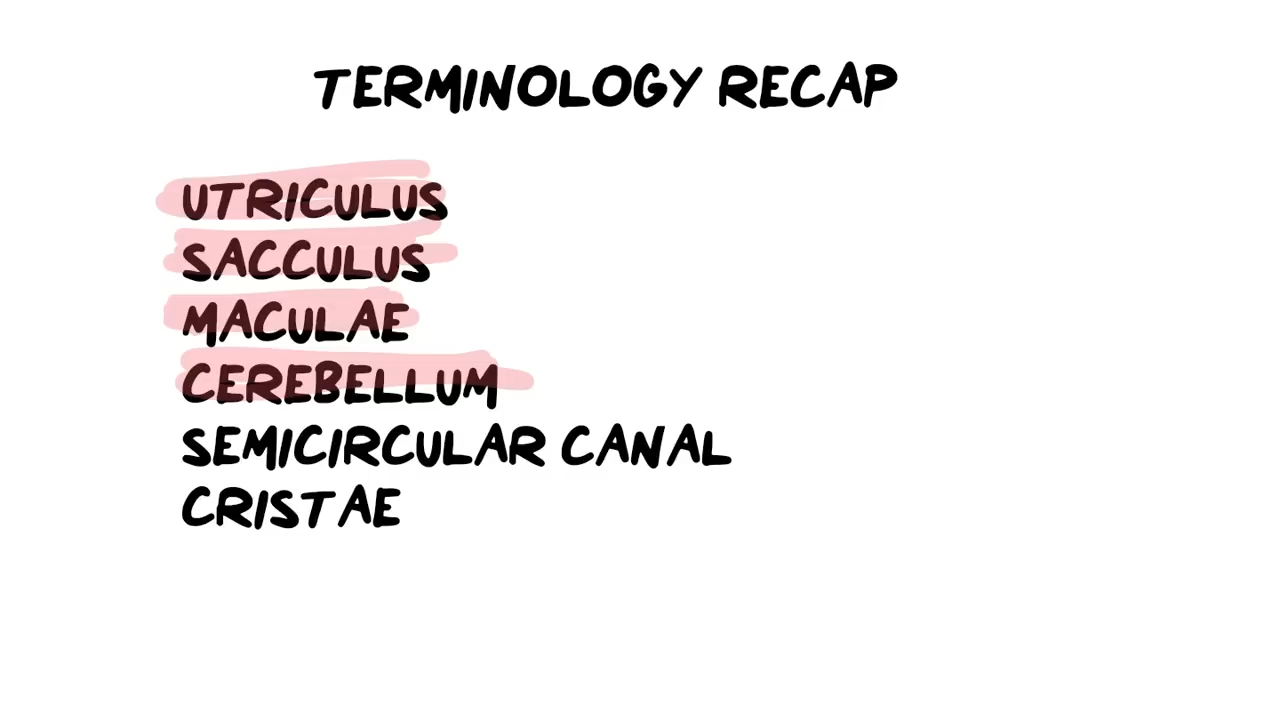 TERMINOLOGY RECAP
UTRICULUS
SACCULUS
MACULAE
CEREBELLUM
SEMICIRCULAR CANAL
CRISTAE